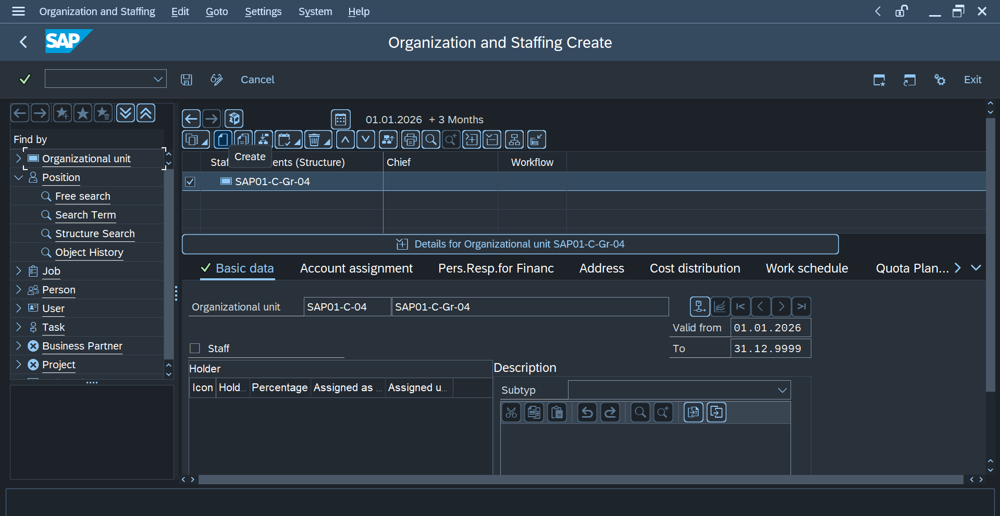 Organization and Staffing Edit Goto Settings System Help
SAP
Organization and Staffing Create
Cancel
Exit
01.01.2026 + 3 Months
Find by
Organizational unit
Position
Free search
Search Term
Structure Search
Object History
Job
Person
User
Task
Business Partner
Project
Create
Staf ents (Structure) Chief Workflow
SAP01-C-Gr-04
Details for Organizational unit SAP01-C-Gr-04
Basic data Account assignment Pers.Resp.for Financ Address Cost distribution Work schedule Quota Plan...
Organizational unit SAP01-C-04 SAP01-C-Gr-04
Valid from 01.01.2026
To 31.12.9999
Staff
Holder
Icon Hold... Percentage Assigned as ... Assigned u...
Description
Subtyp